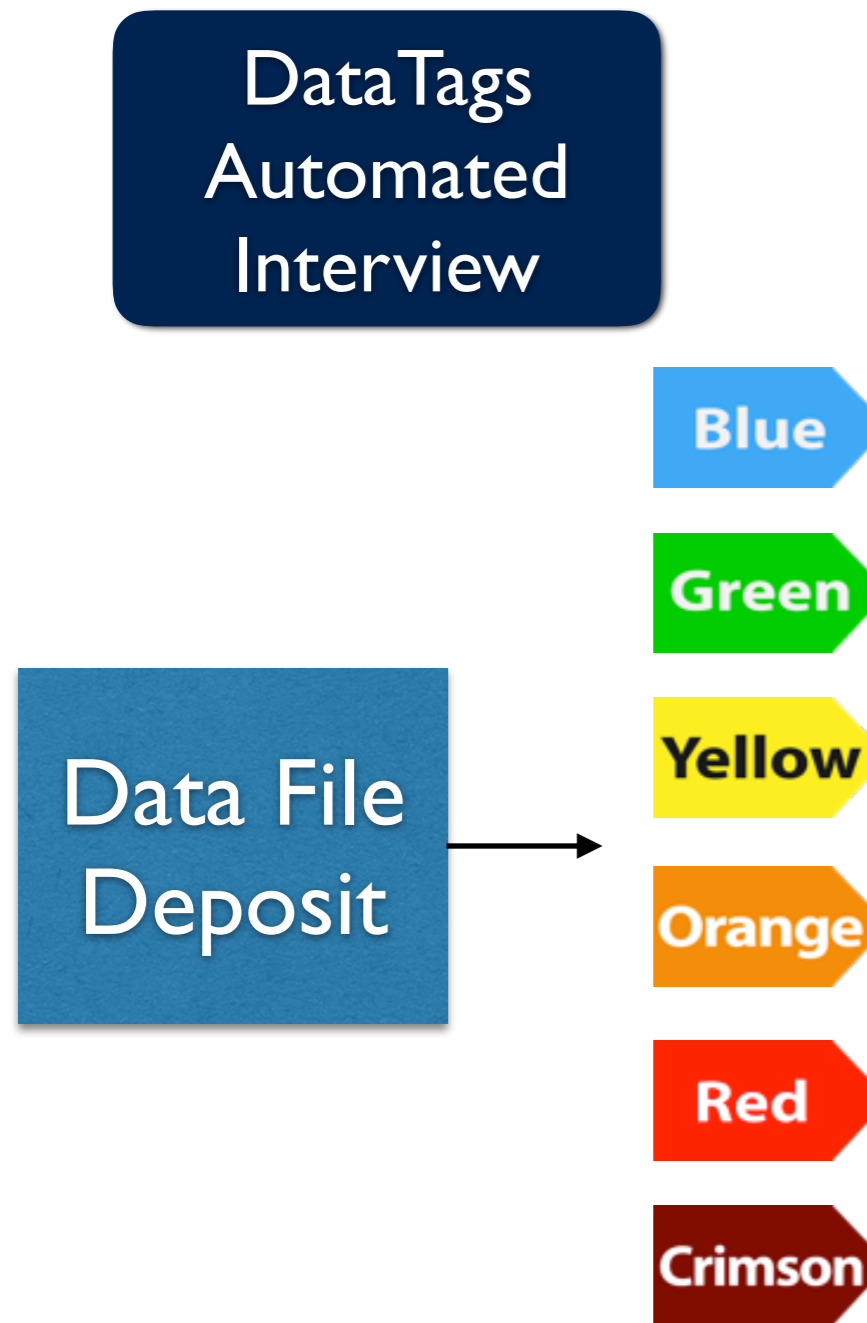 DataTags
Automated
Interview
Blue
Green
Yellow
Orange
Red
Crimson
Data File
Deposit